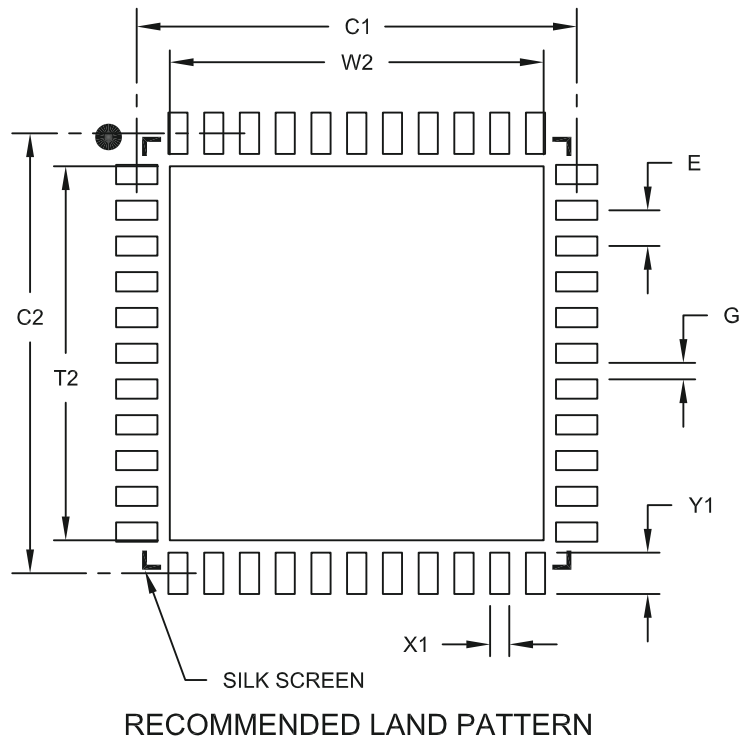 C1
W2
E
C2
G
T2
Y1
X1
SILK SCREEN
RECOMMENDED LAND PATTERN